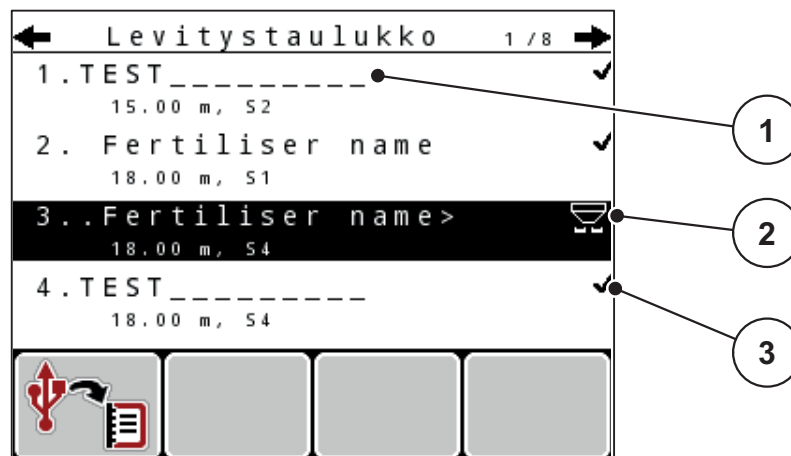 Levitystaulukko 1/8
1.TEST_________
15.00 m, S2
2. Fertiliser name
18.00 m, S1
3..Fertiliser name>
18.00 m, S4
4.TEST_________
18.00 m, S4
1
2
3